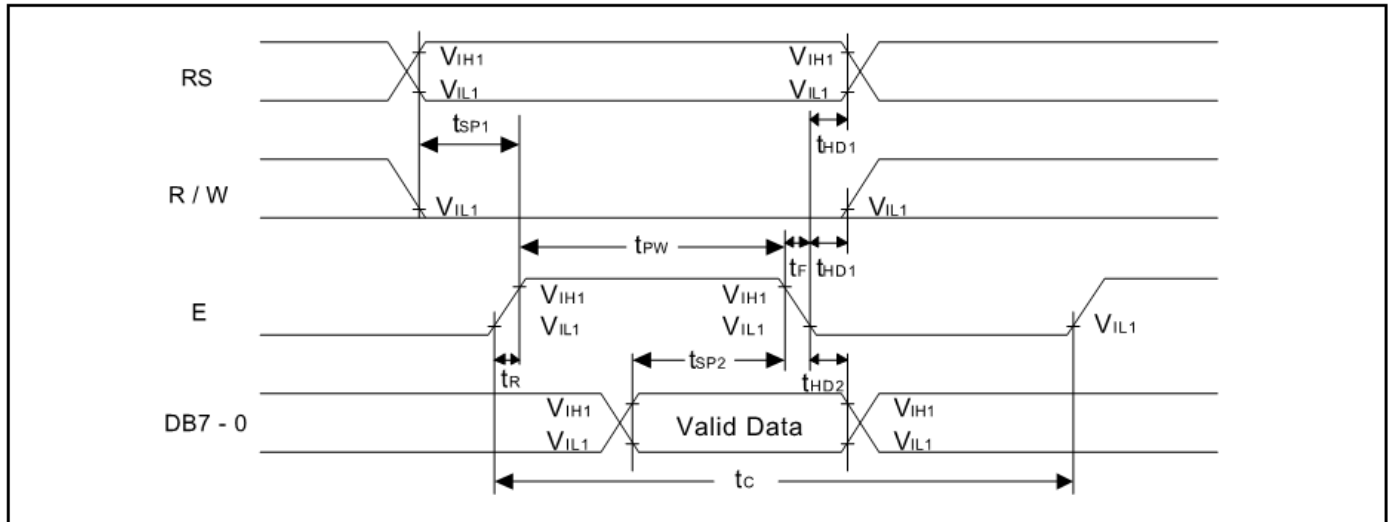 RS
VIH1
VIH1
VIL1
VIL1
tSP1
tHD1
R / W
VIL1
VIL1
tPW
tF
tHD1
E
VIH1
VIH1
VIL1
VIL1
VIL1
tSP2
tR
tHD2
DB7 - 0
VIH1
Valid Data
VIH1
VIL1
VIL1
tC